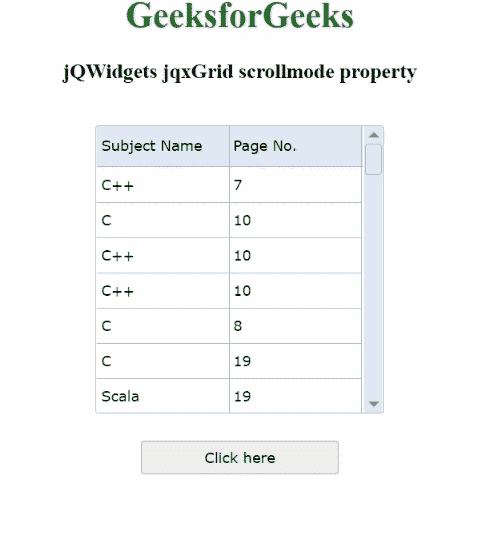 GeeksforGeeks
jQWidgets jqxGrid scrollmode property
Subject Name Page No.
C++ 7
C 10
C++ 10
C++ 10
C 8
C 19
Scala 19
Click here